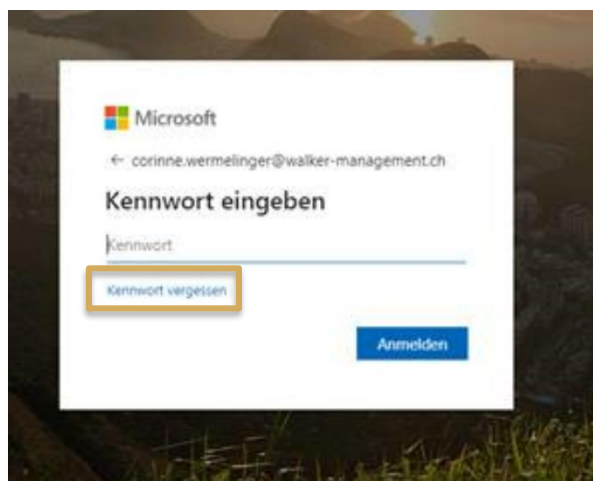 Microsoft
← corinne.wermelinger@walker-management.ch
Kennwort eingeben
Kennwort
Kennwort vergessen
Anmelden